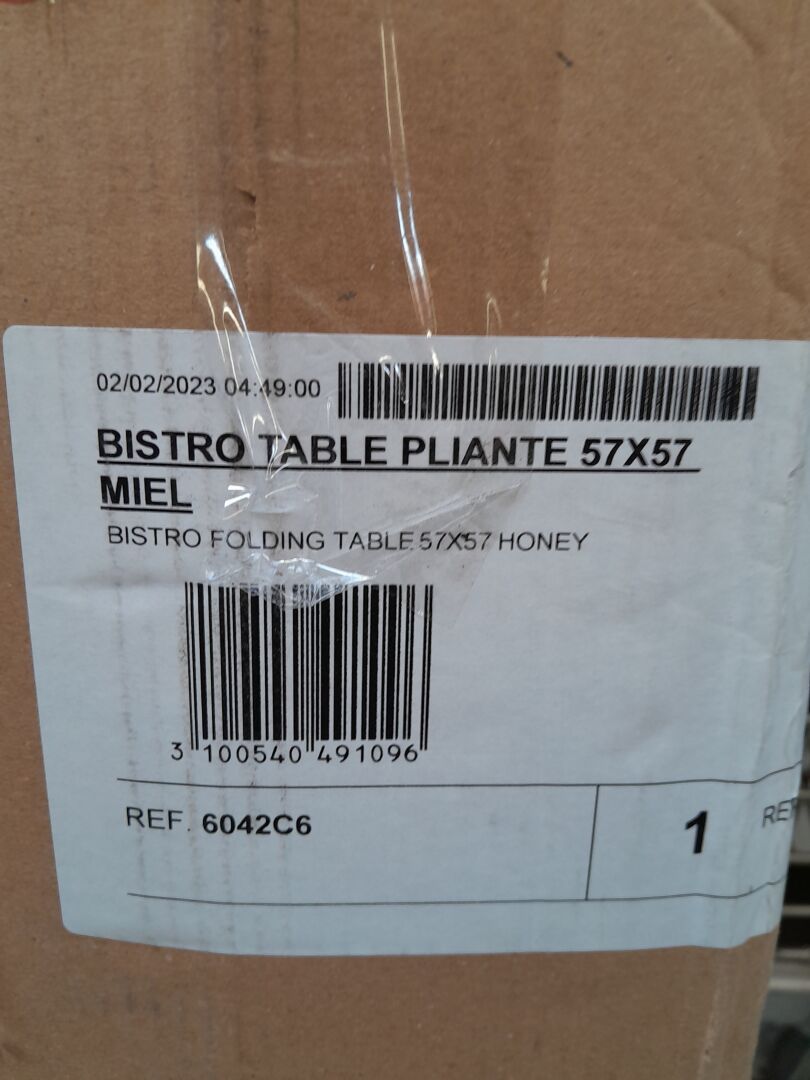 02/02/2023 04:49:00
BISTRO TABLE PLIANTE 57X57
MIEL
BISTRO FOLDING TABLE 57X57 HONEY
3 100540 491096
REF. 6042C6
1